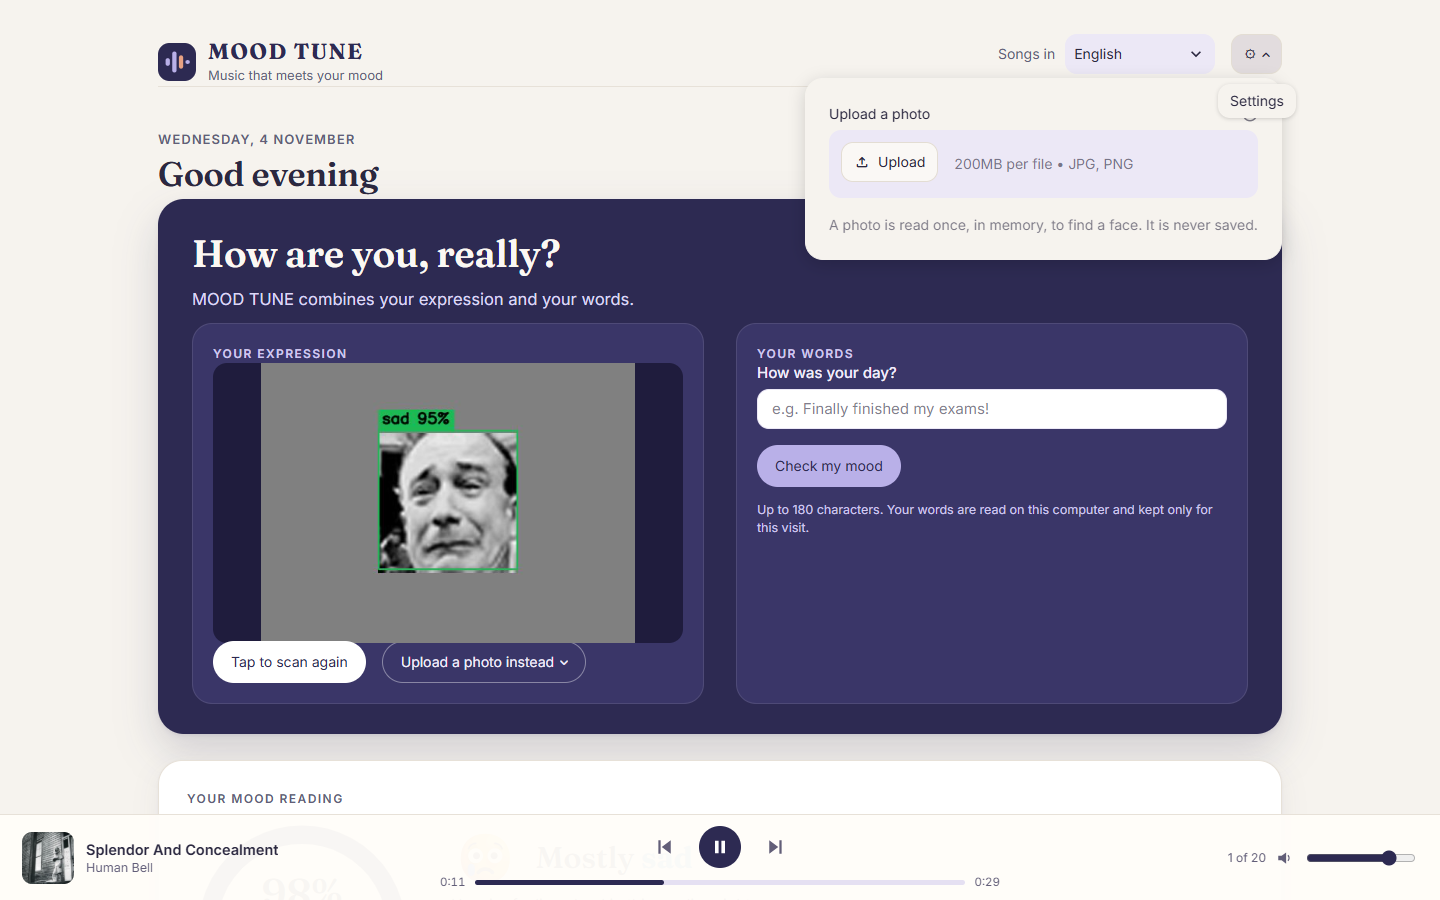 MOOD TUNE
Music that meets your mood
Songs in
English
Settings
Upload a photo
Upload
200MB per file • JPG, PNG
A photo is read once, in memory, to find a face. It is never saved.
WEDNESDAY, 4 NOVEMBER
Good evening
How are you, really?
MOOD TUNE combines your expression and your words.
YOUR EXPRESSION
sad 95%
Tap to scan again
Upload a photo instead
YOUR WORDS
How was your day?
e.g. Finally finished my exams!
Check my mood
Up to 180 characters. Your words are read on this computer and kept only for
this visit.
YOUR MOOD READING
98%
Mostly sad
Splendor And Concealment
Human Bell
0:11
0:29
1 of 20